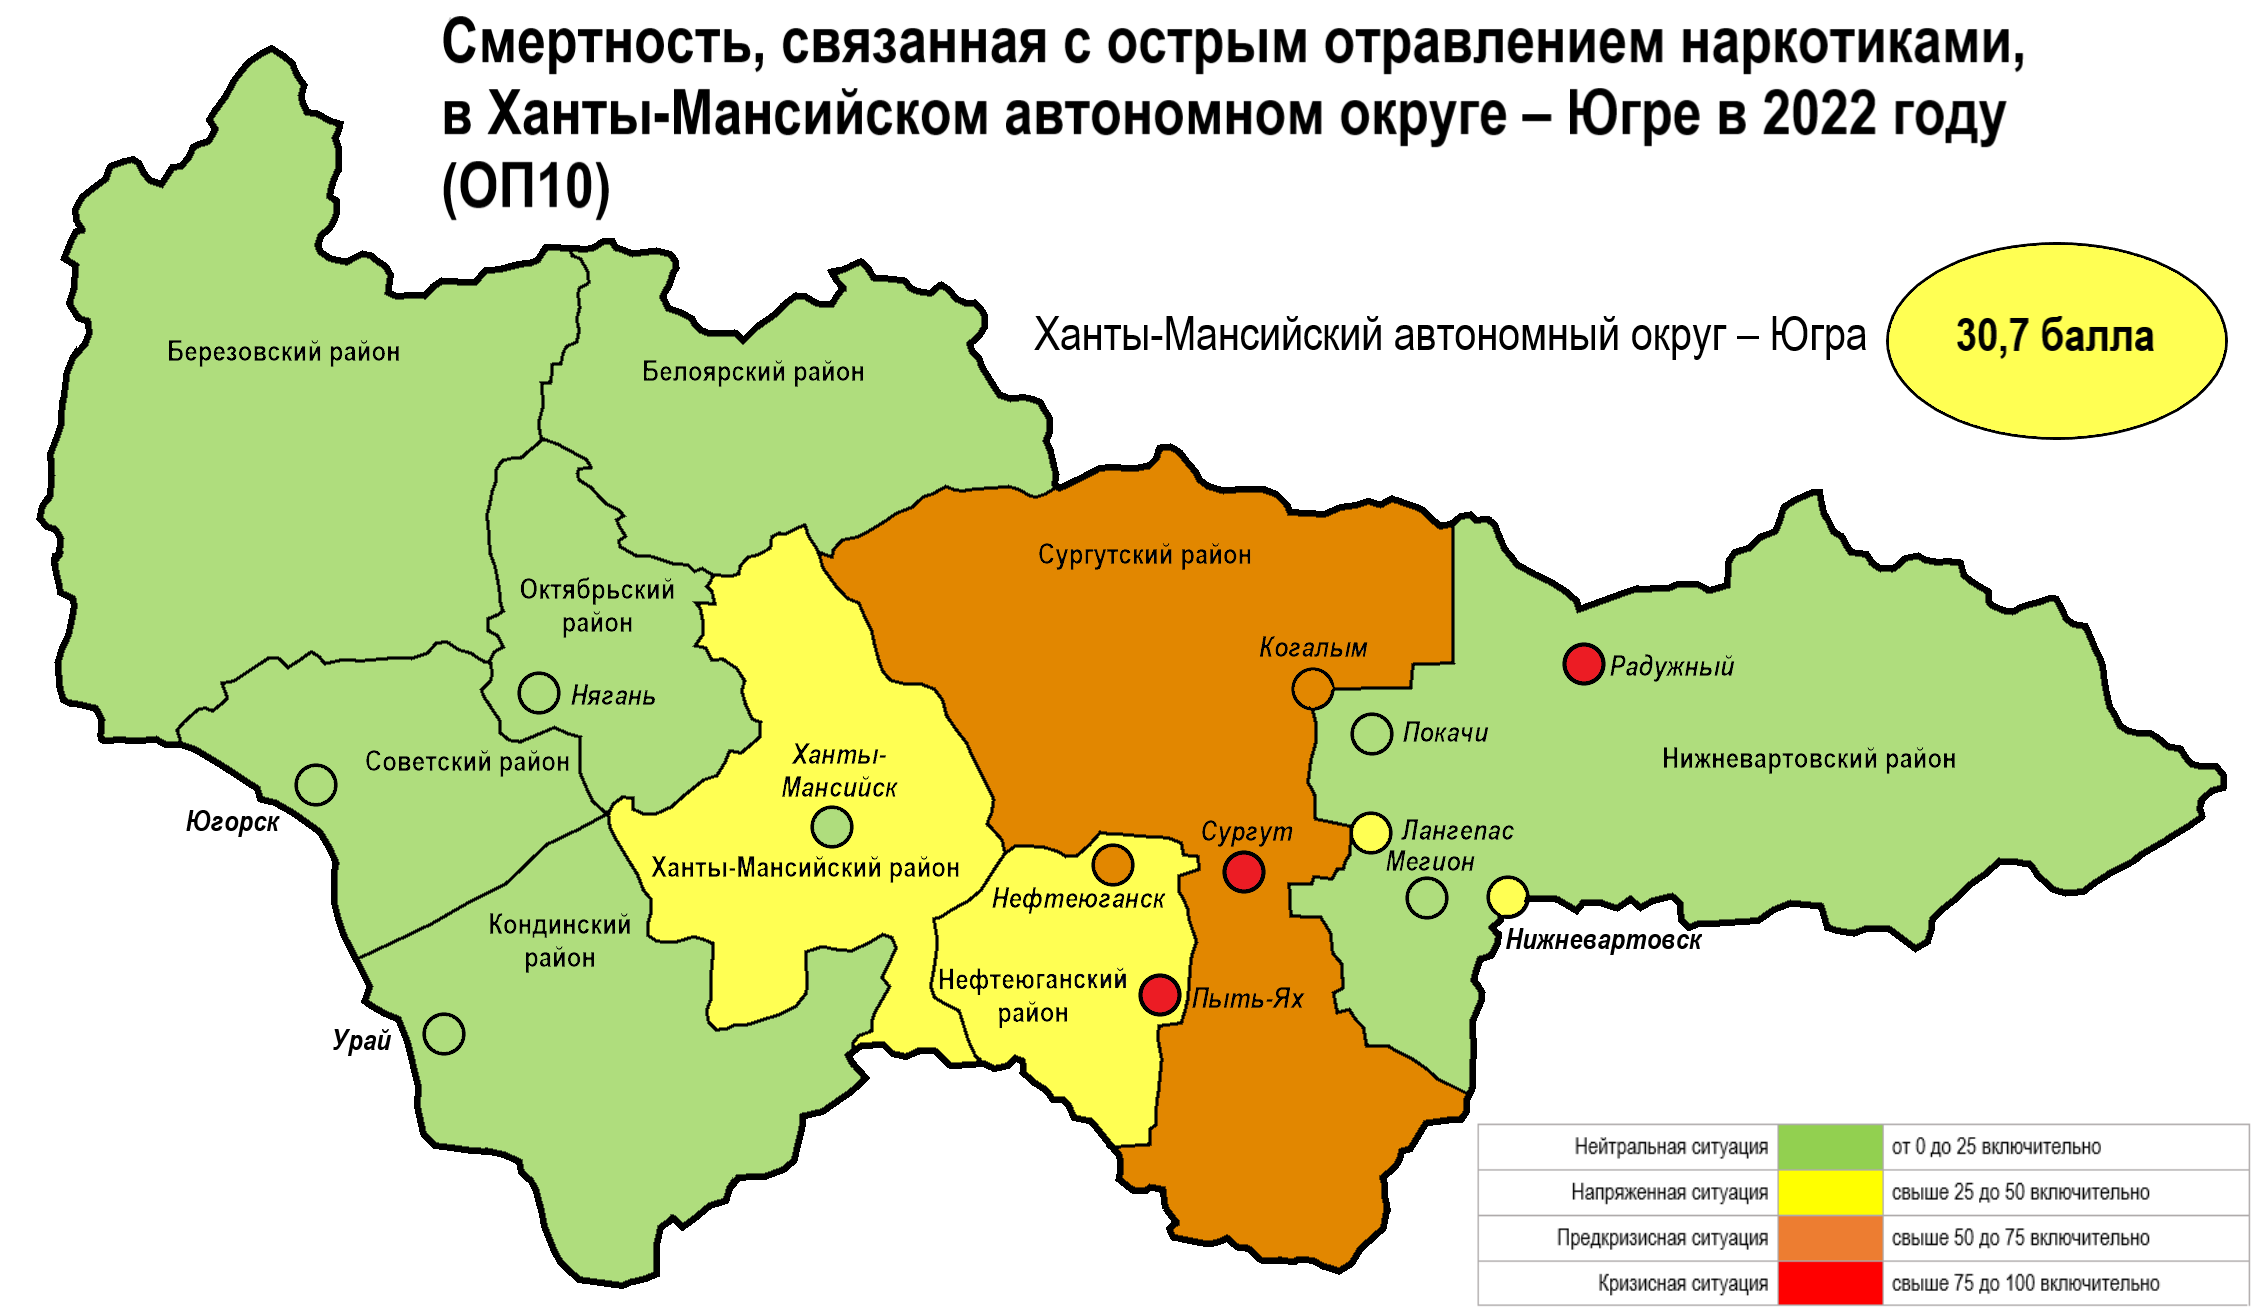 Смертность, связанная с острым отравлением наркотиками,
в Ханты-Мансийском автономном округе – Югре в 2022 году
(ОП10)
Ханты-Мансийский автономный округ – Югра
30,7 балла
Березовский район
Белоярский район
Сургутский район
Октябрьский
район
Когалым
Радужный
Нягань
Покачи
Советский район
Ханты-
Мансийск
Нижневартовский район
Югорск
Сургут
Лангепас
Мегион
Ханты-Мансийский район
Нефтеюганск
Кондинский
район
Нижневартовск
Нефтеюганский
район
Пыть-Ях
Урай
Нейтральная ситуация от 0 до 25 включительно
Напряженная ситуация свыше 25 до 50 включительно
Предкризисная ситуация свыше 50 до 75 включительно
Кризисная ситуация свыше 75 до 100 включительно